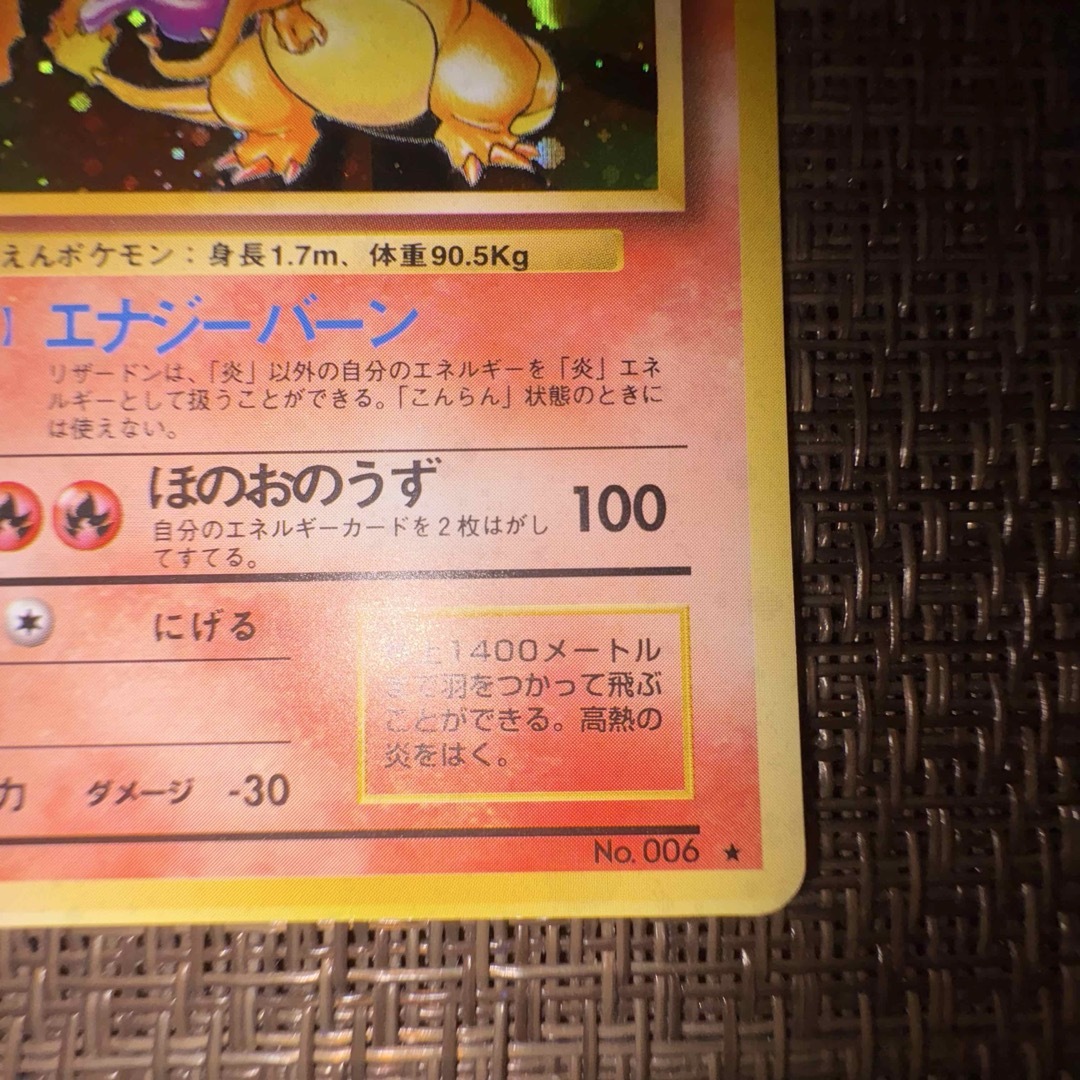 えんポケモン：身長1.7m、体重90.5Kg
エナジーバーン
リザードンは、「炎」以外の自分のエネルギーを「炎」エネ
ルギーとして扱うことができる。「こんらん」状態のときに
は使えない。
ほのおのうず 100
自分のエネルギーカードを2枚はがし
てすてる。
にげる
1400メートル
まで羽をつかって飛ぶ
ことができる。高熱の
炎をはく。
力 ダメージ -30
No. 006 ★